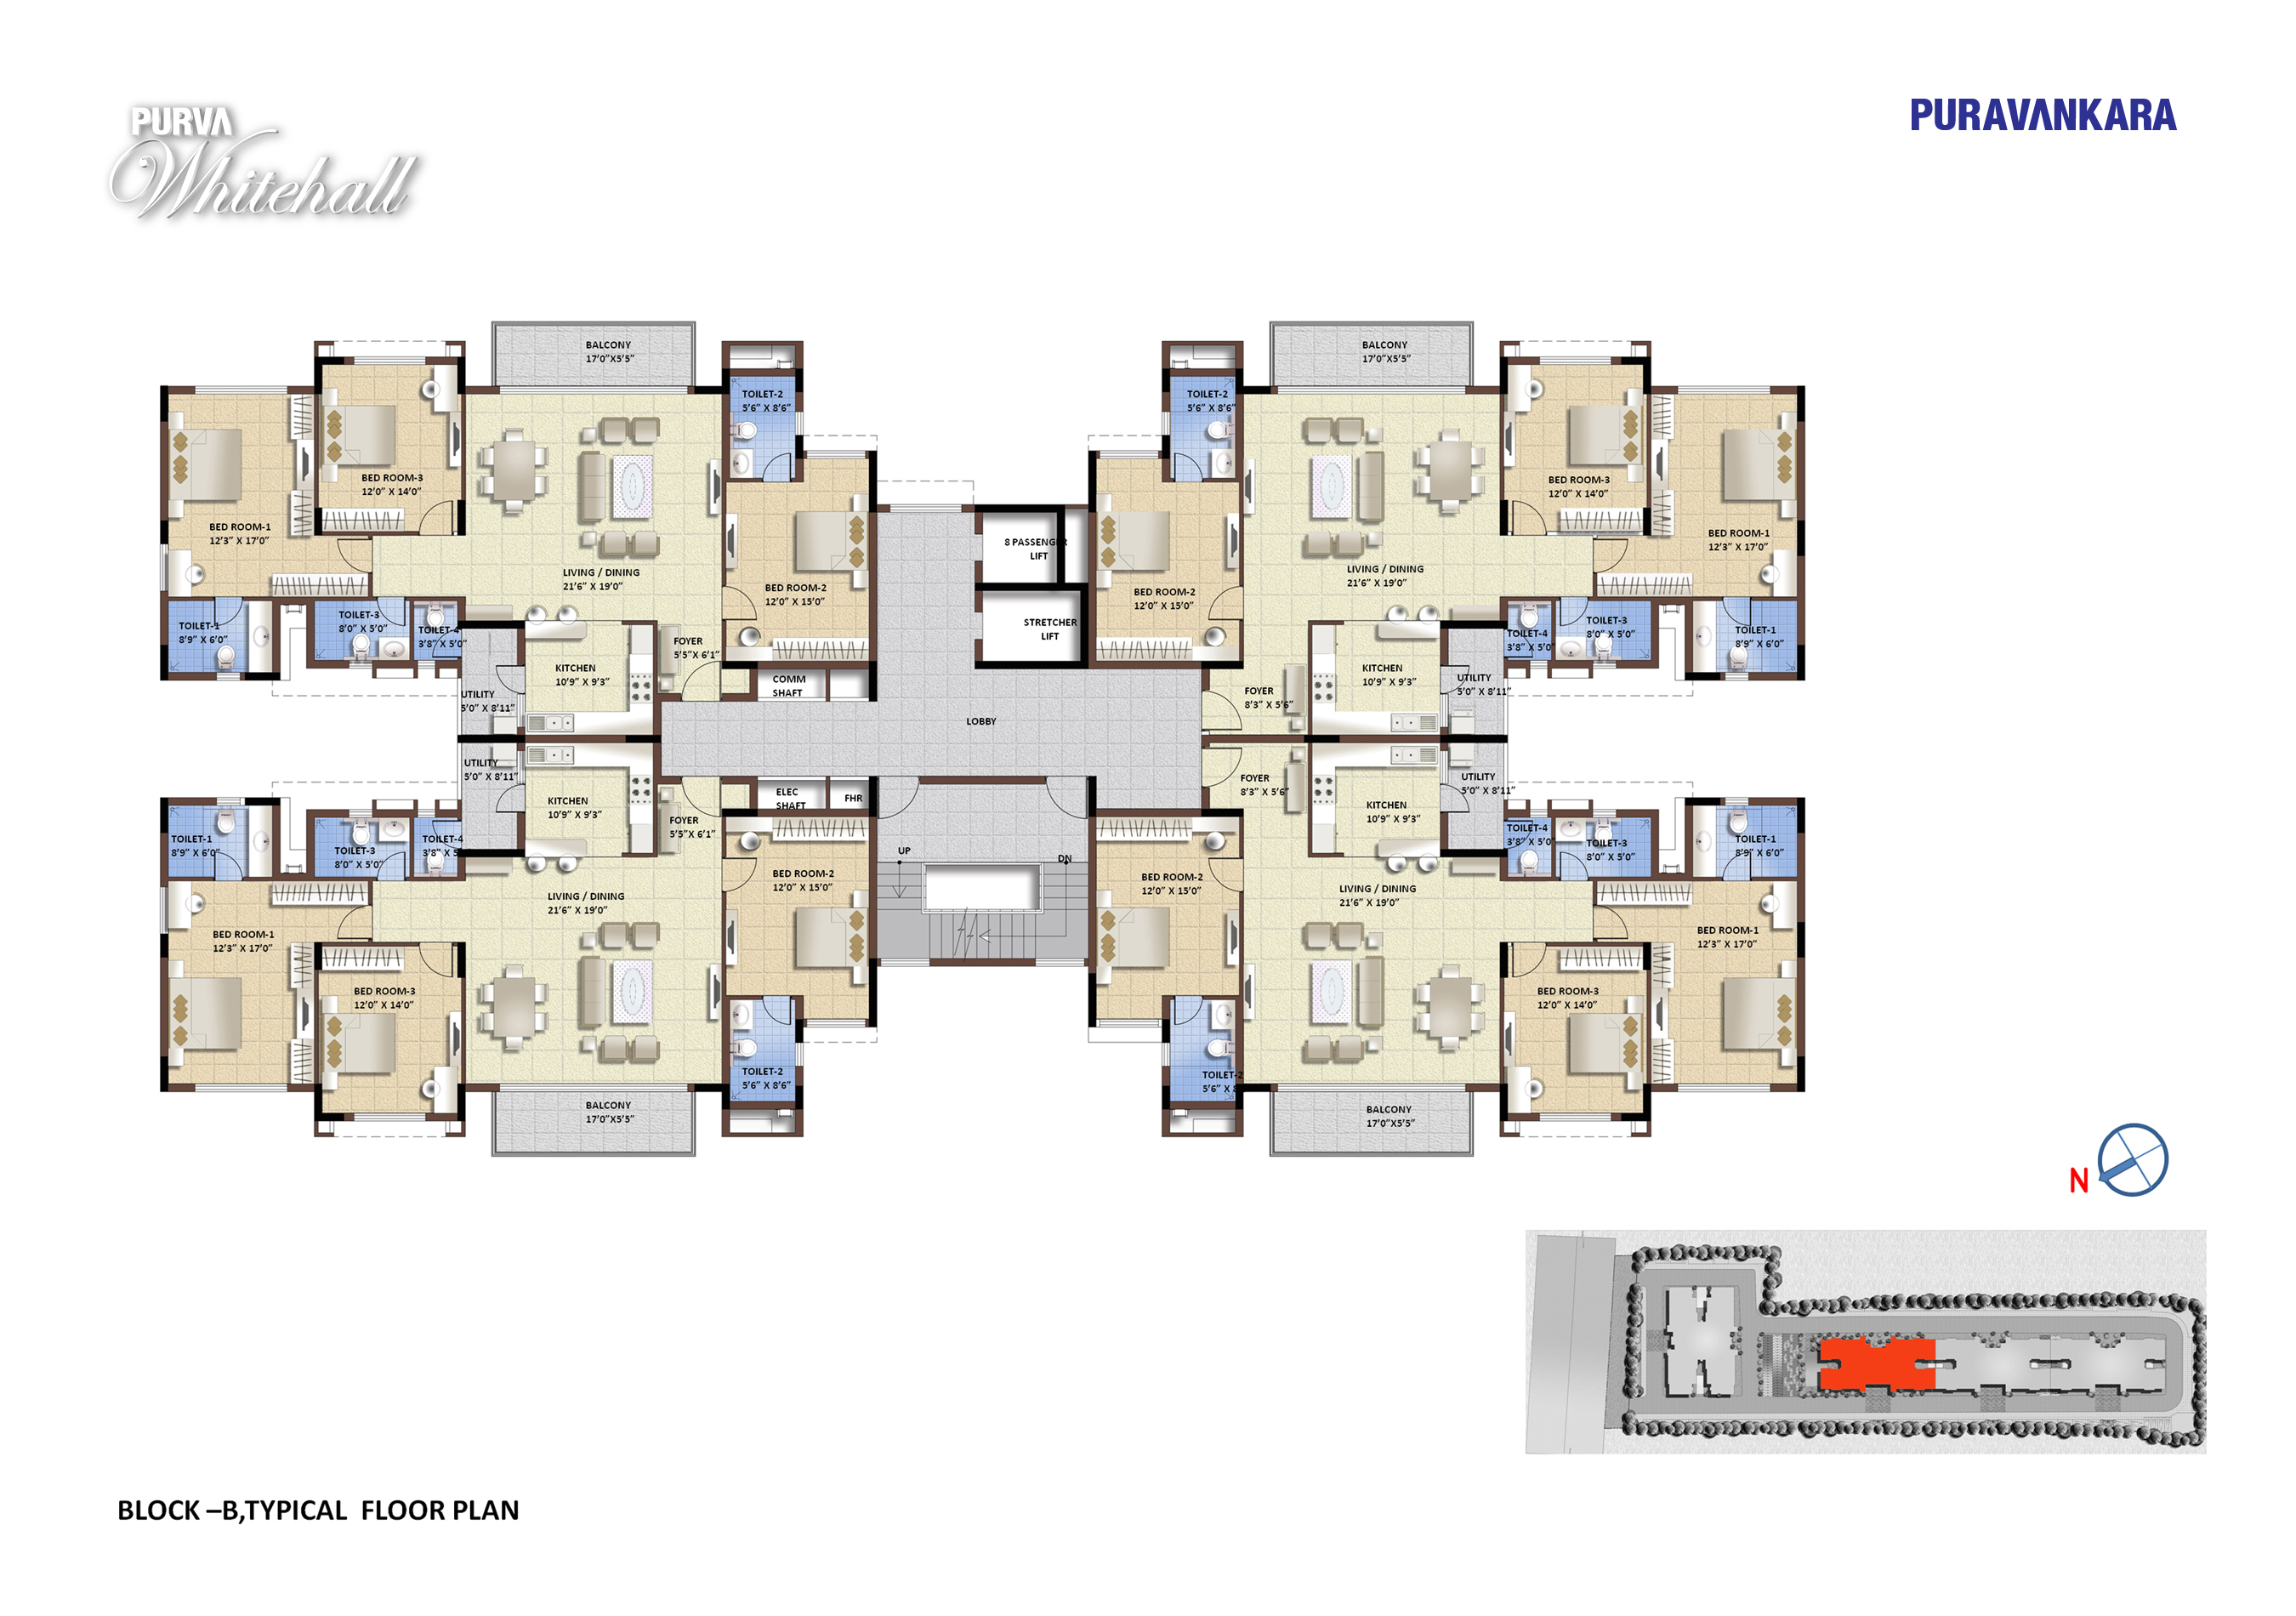 PURVA
Whitehall
PURAVANKARA
BALCONY
17'0"X5'5"
BALCONY
17'0"X5'5"
TOILET-2
5'6" X 8'6"
TOILET-2
5'6" X 8'6"
BED ROOM-3
12'0" X 14'0"
BED ROOM-3
12'0" X 14'0"
BED ROOM-1
12'3" X 17'0"
BED ROOM-1
12'3" X 17'0"
8 PASSENGER
LIFT
LIVING / DINING
21'6" X 19'0"
LIVING / DINING
21'6" X 19'0"
BED ROOM-2
12'0" X 15'0"
BED ROOM-2
12'0" X 15'0"
STRETCHER
LIFT
TOILET-1
8'9" X 6'0"
TOILET-3
8'0" X 5'0"
TOILET-4
3'8" X 5'0"
FOYER
5'5"X 6'1"
TOILET-4
3'8" X 5'0"
TOILET-3
8'0" X 5'0"
TOILET-1
8'9" X 6'0"
KITCHEN
10'9" X 9'3"
KITCHEN
10'9" X 9'3"
COMM
SHAFT
UTILITY
5'0" X 8'11"
FOYER
8'3" X 5'6"
UTILITY
5'0" X 8'11"
LOBBY
UTILITY
5'0" X 8'11"
FOYER
8'3" X 5'6"
UTILITY
5'0" X 8'11"
ELEC
SHAFT
FHR
KITCHEN
10'9" X 9'3"
KITCHEN
10'9" X 9'3"
FOYER
5'5"X 6'1"
TOILET-1
8'9" X 6'0"
TOILET-3
8'0" X 5'0"
TOILET-4
3'8" X 5
UP
DN
TOILET-4
3'8" X 5'0"
TOILET-3
8'0" X 5'0"
TOILET-1
8'9" X 6'0"
BED ROOM-2
12'0" X 15'0"
BED ROOM-2
12'0" X 15'0"
LIVING / DINING
21'6" X 19'0"
LIVING / DINING
21'6" X 19'0"
BED ROOM-1
12'3" X 17'0"
BED ROOM-1
12'3" X 17'0"
BED ROOM-3
12'0" X 14'0"
BED ROOM-3
12'0" X 14'0"
TOILET-2
5'6" X 8'6"
TOILET-2
5'6" X 8
BALCONY
17'0"X5'5"
BALCONY
17'0"X5'5"
N
BLOCK –B,TYPICAL FLOOR PLAN